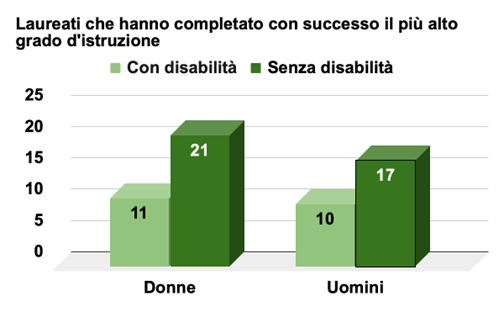 Laureati che hanno completato con successo il più alto
grado d'istruzione
Con disabilità Senza disabilità
25
20
15
10
5
0
11
21
10
17
Donne
Uomini